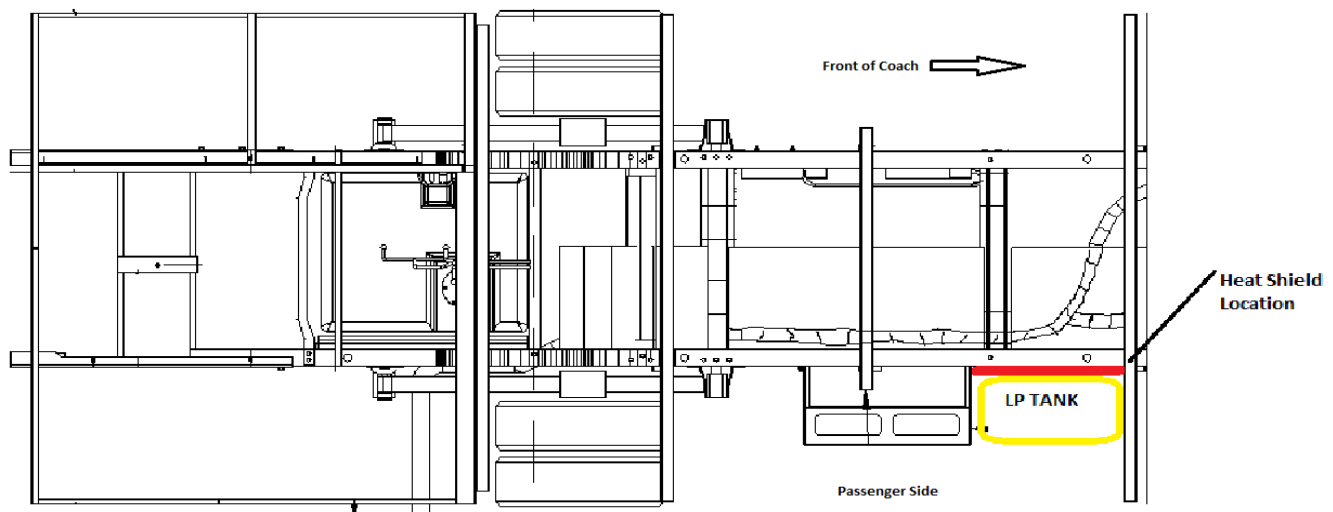 Front of Coach
Heat Shield
Location
LP TANK
Passenger Side